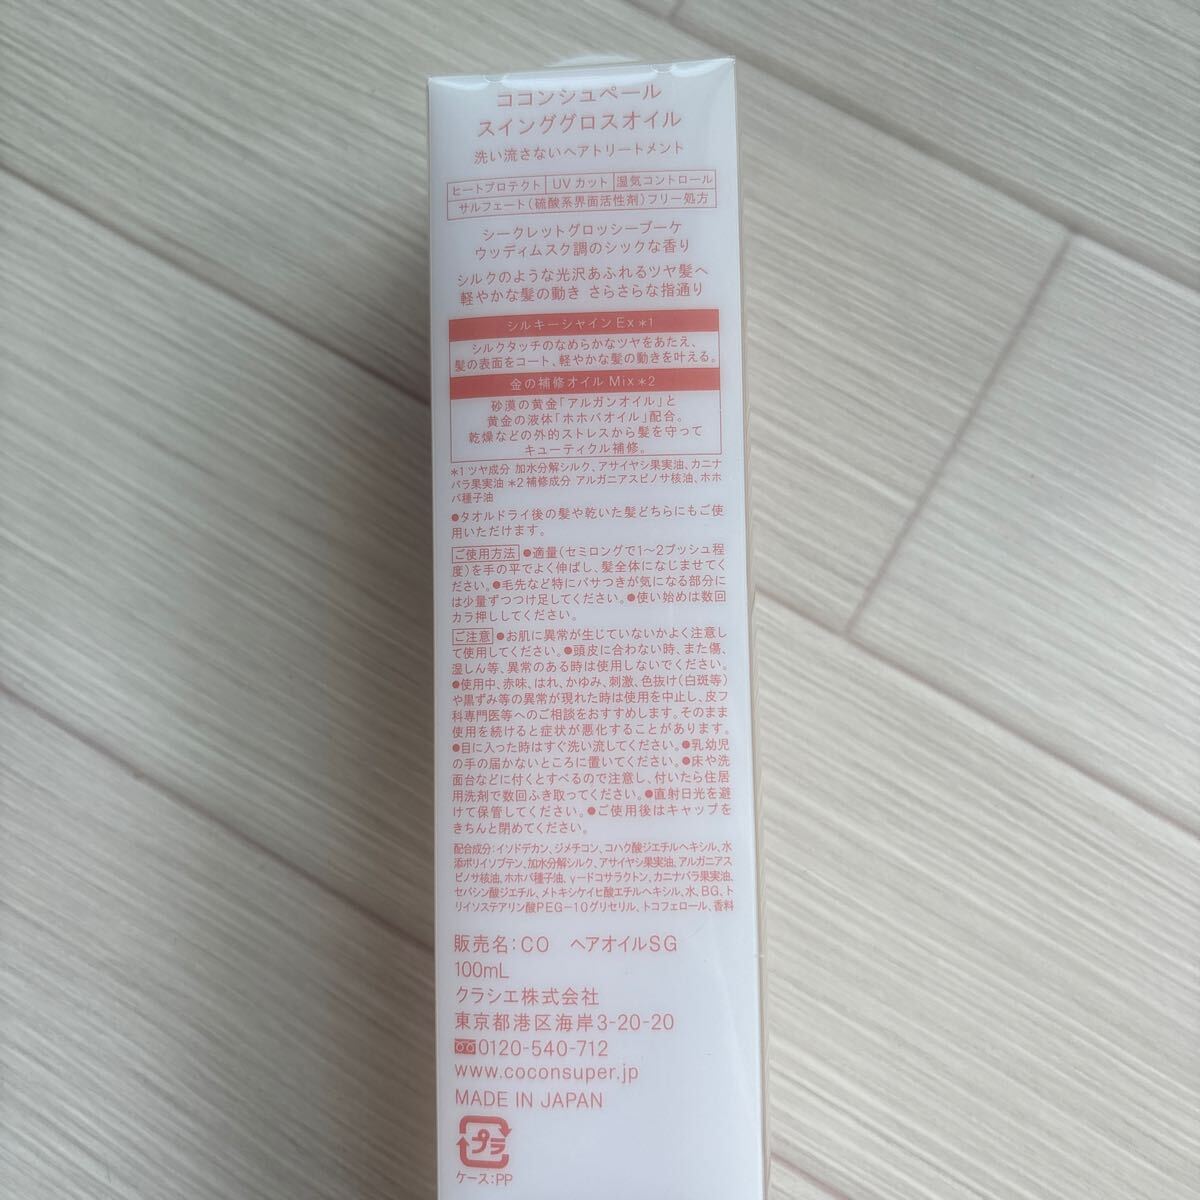 ココンシュペール
スインググロスオイル
洗い流さないヘアトリートメント
ヒートプロテクト UVカット 湿気コントロール
サルフェート(硫酸系界面活性剤)フリー処方
シークレットグロッシーブーケ
ウッディムスク調のシックな香り
シルクのような光沢あふれるツヤ髪へ
軽やかな髪の動き さらさらな指通り
シルキーシャインEx*1
シルクタッチのなめらかなツヤをあたえ、
髪の表面をコート、軽やかな髪の動きを叶える。
金の補修オイルMix*2
砂漠の黄金「アルガンオイル」と
黄金の液体「ホホバオイル」配合。
乾燥などの外的ストレスから髪を守って
キューティクル補修。
*1ツヤ成分 加水分解シルク、アサイヤシ果実油、カニナ
バラ果実油 *2補修成分 アルガニアスピノサ核油、ホホ
バ種子油
●タオルドライ後の髪や乾いた髪どちらにもご使
用いただけます。
ご使用方法 ●適量(セミロングで1〜2プッシュ程
度)を手の平でよく伸ばし、髪全体になじませてく
ださい。●毛先など特にパサつきが気になる部分に
は少量ずつつけ足してください。●使い始めは数回
カラ押ししてください。
ご注意 ●お肌に異常が生じていないかよく注意し
て使用してください。●頭皮に合わない時、また傷、
湿しん等、異常のある時は使用しないでください。
●使用中、赤味、はれ、かゆみ、刺激、色抜け(白斑等)
や黒ずみ等の異常が現れた時は使用を中止し、皮フ
科専門医等へのご相談をおすすめします。そのまま
使用を続けると症状が悪化することがあります。
●目に入った時はすぐ洗い流してください。●乳幼児
の手の届かないところに置いてください。●床や洗
面台などに付くとすべるので注意し、付いたら住居
用洗剤で数回ふき取ってください。●直射日光を避
けて保管してください。●ご使用後はキャップを
きちんと閉めてください。
配合成分:イソドデカン、ジメチコン、コハク酸ジエチルヘキシル、水
添ポリイソブテン、加水分解シルク、アサイヤシ果実油、アルガニアス
ピノサ核油、ホホバ種子油、γードコサラクトン、カニナバラ果実油、
セバシン酸ジエチル、メトキシケイヒ酸エチルヘキシル、水、BG、ト
リイソステアリン酸PEG-10グリセリル、トコフェロール、香料
販売名:CO ヘアオイルSG
100mL
クラシエ株式会社
東京都港区海岸3-20-20
0120-540-712
www.coconsuper.jp
MADE IN JAPAN
プラ
ケース:PP